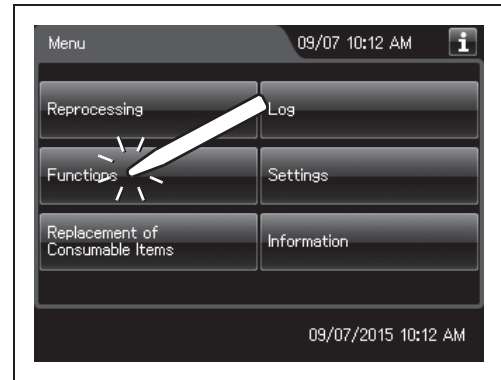 Menu 09/07 10:12 AM i
Reprocessing Log
Functions Settings
Replacement of
Consumable Items Information
09/07/2015 10:12 AM